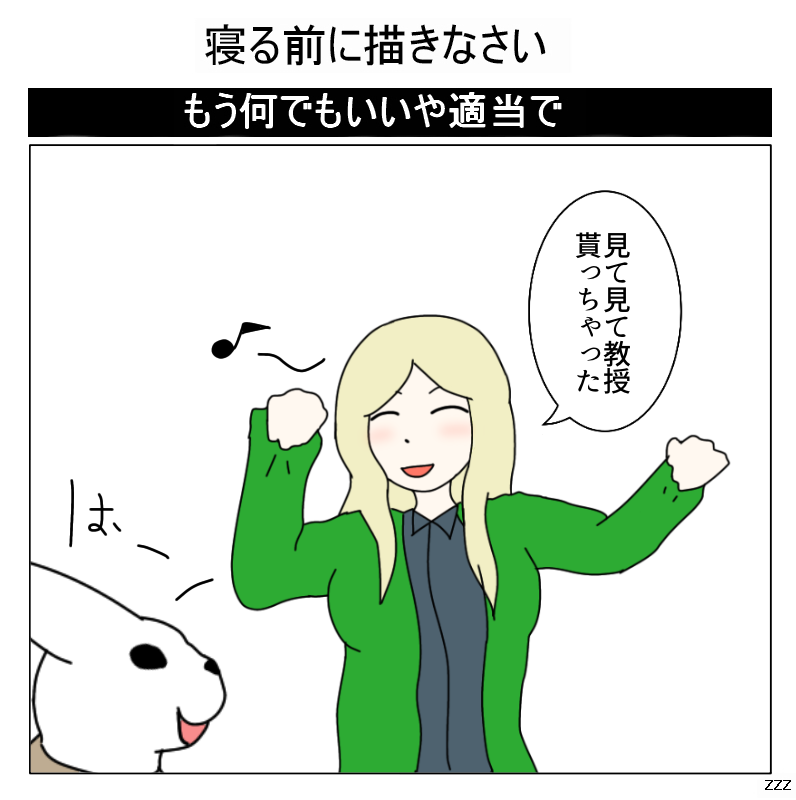 寝る前に描きなさい
もう何でもいいや適当で
見て見て教授
貰っちゃった
は、
zzz